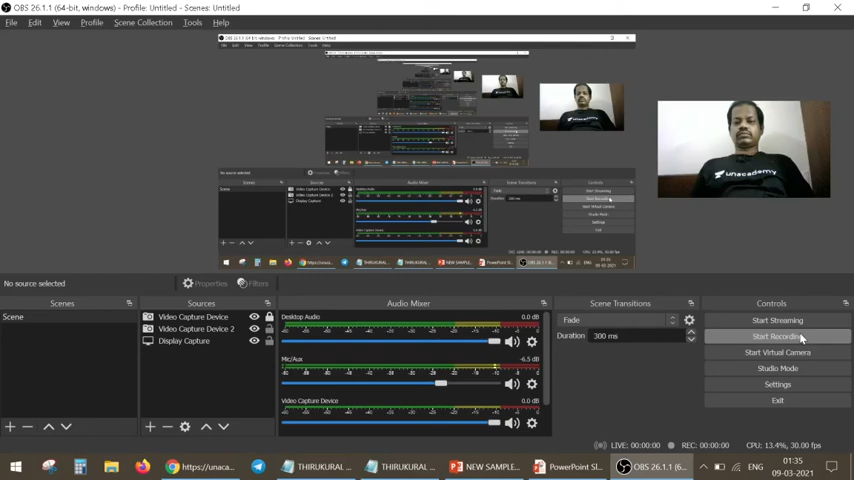 OBS 26.1.1 (64-bit, windows) - Profile: Untitled - Scenes: Untitled
File Edit View Profile Scene Collection Tools Help
unacademy
No source selected Properties Filters
Scenes Sources Audio Mixer Scene Transitions Controls
Scene
Video Capture Device
Video Capture Device 2
Display Capture
Desktop Audio 0.0 dB
Mic/Aux -6.5 dB
Video Capture Device 0.0 dB
Fade
Duration 300 ms
Start Streaming
Start Recording
Start Virtual Camera
Studio Mode
Settings
Exit
LIVE: 00:00:00 REC: 00:00:00 CPU: 13.4%, 30.00 fps
https://unaca... THIRUKURAL ... THIRUKURAL ... NEW SAMPLE... PowerPoint Sl... OBS 26.1.1 (6... ENG 01:35
09-03-2021